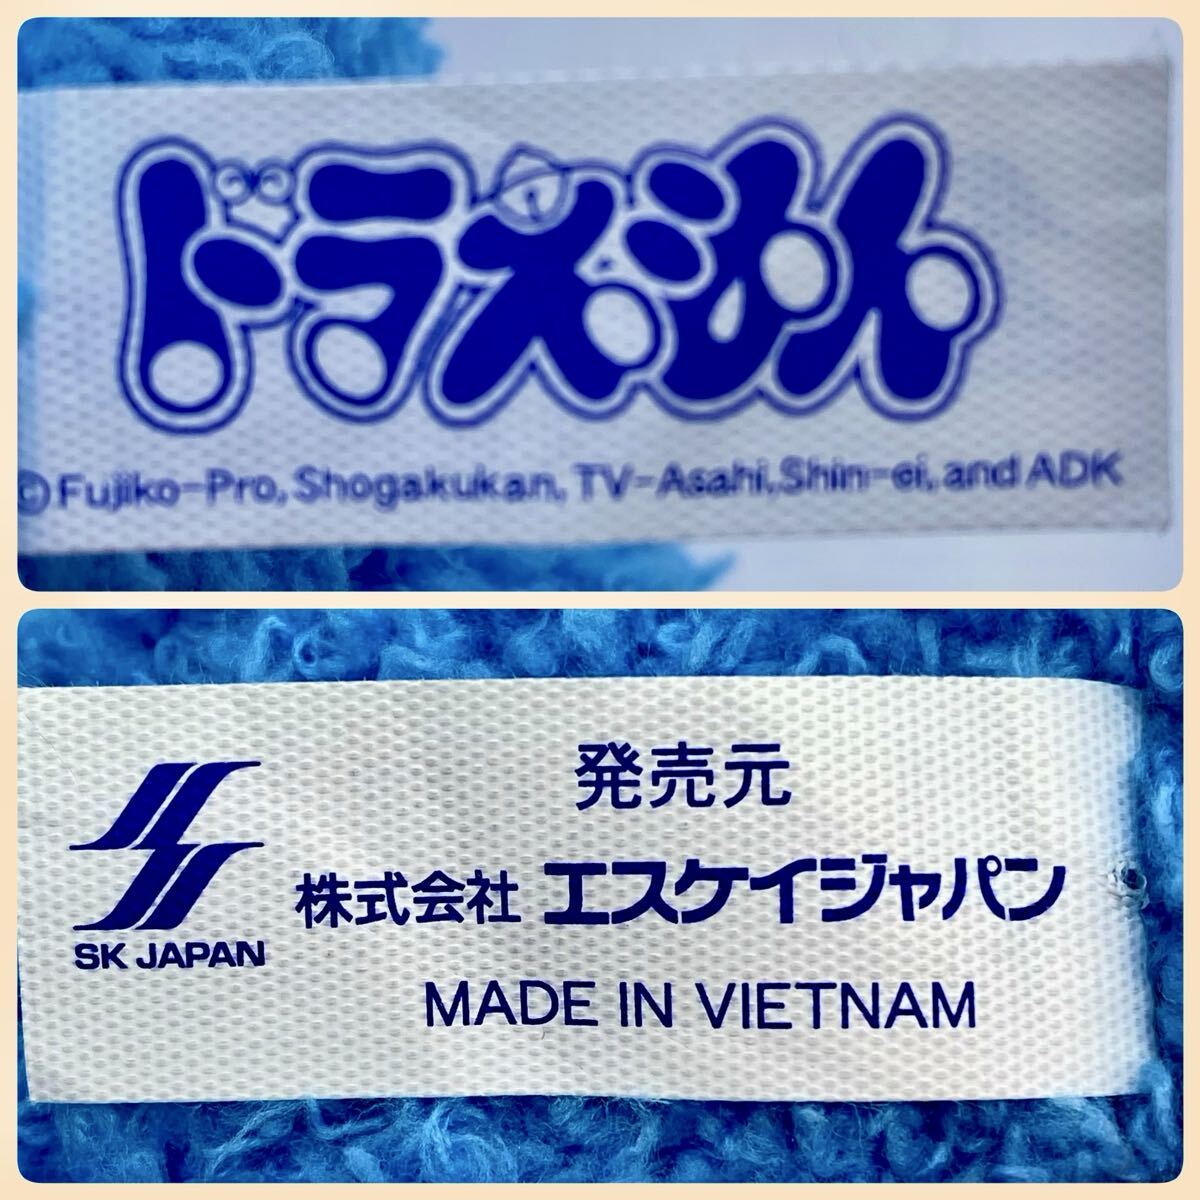 ドラえもん
©Fujiko-Pro, Shogakukan, TV-Asahi, Shin-ei, and ADK
発売元
株式会社 エスケイジャパン
SK JAPAN
MADE IN VIETNAM